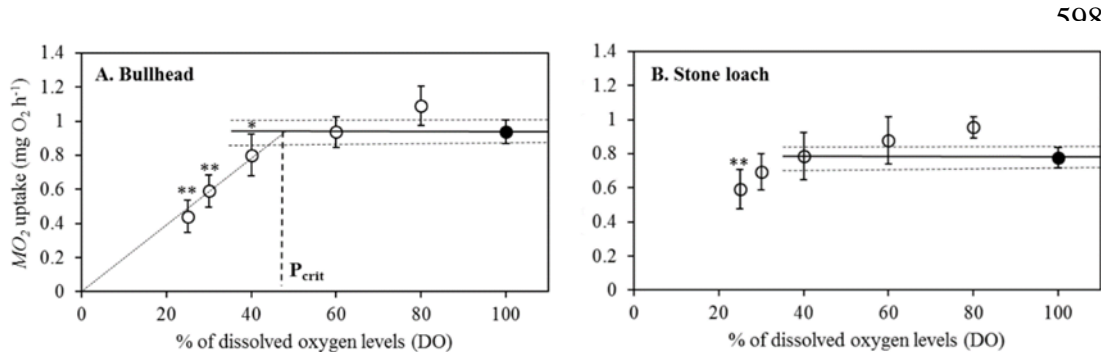 598
1.4
1.2
1
0.8
0.6
0.4
0.2
0
A. Bullhead
**
**
*
P_crit
0 20 40 60 80 100
MO₂ uptake (mg O₂ h⁻¹)
% of dissolved oxygen levels (DO)
1.4
1.2
1
0.8
0.6
0.4
0.2
0
B. Stone loach
**
0 20 40 60 80 100
% of dissolved oxygen levels (DO)